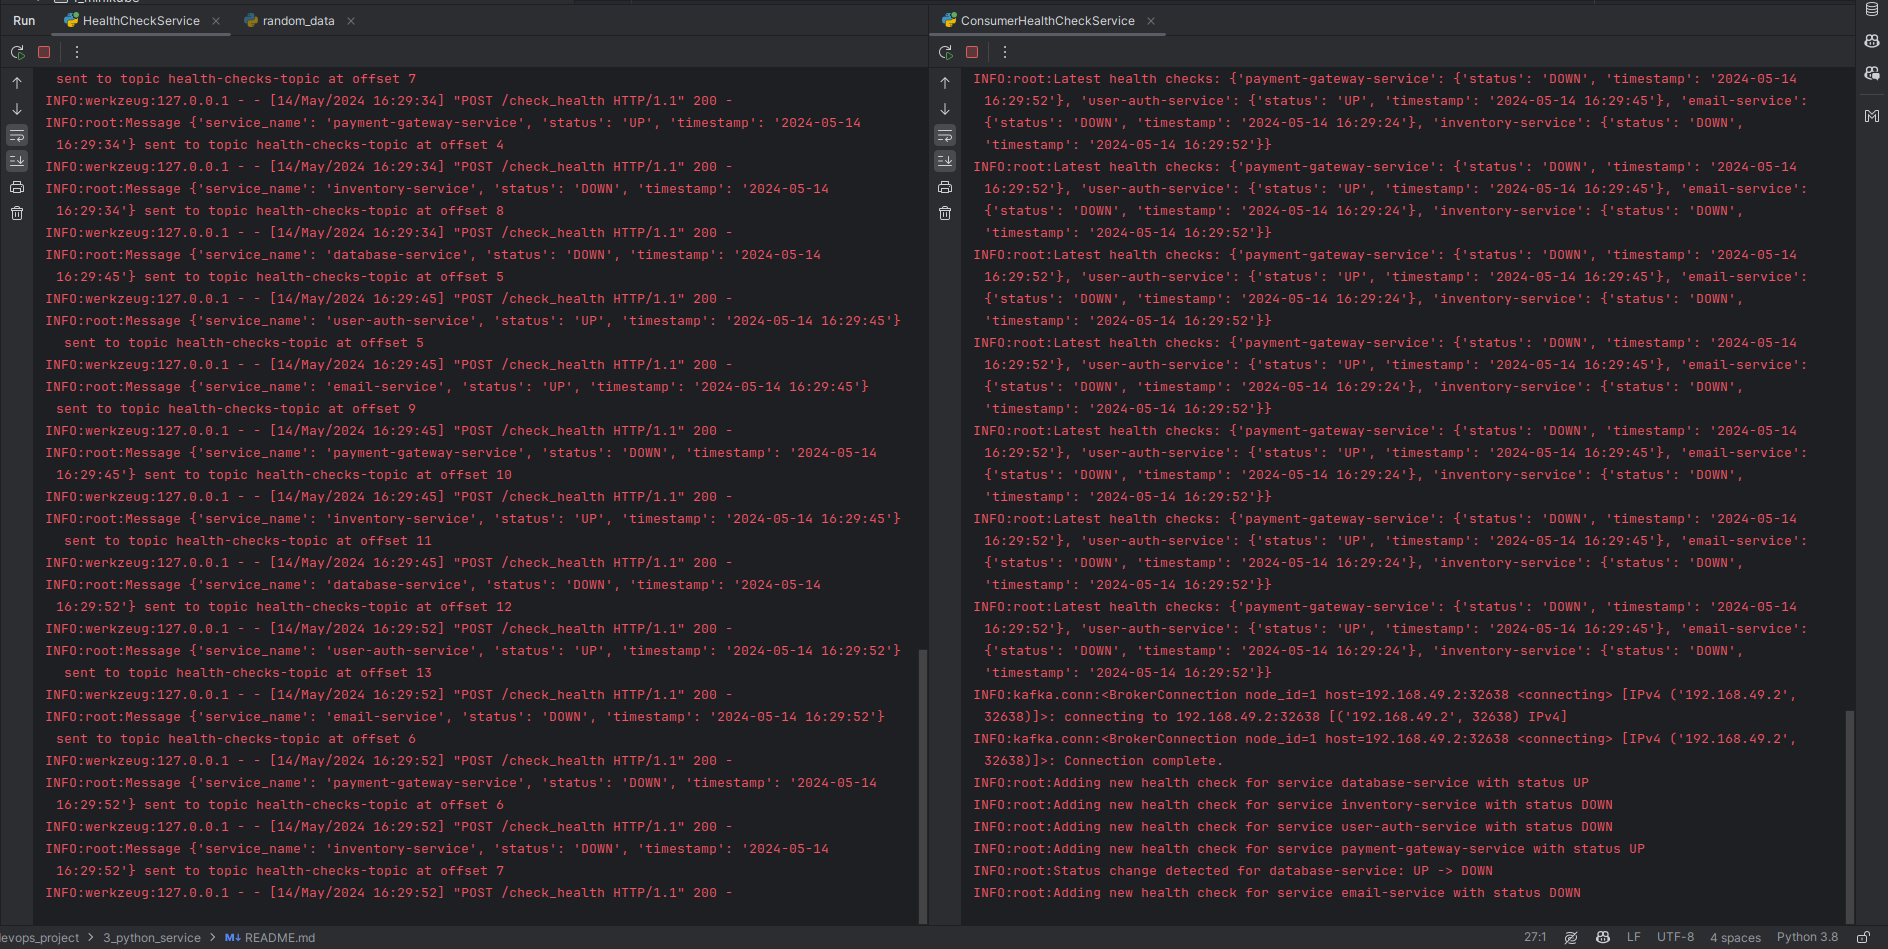 Run
HealthCheckService
random_data
sent to topic health-checks-topic at offset 7
INFO:werkzeug:127.0.0.1 - - [14/May/2024 16:29:34] "POST /check_health HTTP/1.1" 200 -
INFO:root:Message {'service_name': 'payment-gateway-service', 'status': 'UP', 'timestamp': '2024-05-14
16:29:34'} sent to topic health-checks-topic at offset 4
INFO:werkzeug:127.0.0.1 - - [14/May/2024 16:29:34] "POST /check_health HTTP/1.1" 200 -
INFO:root:Message {'service_name': 'inventory-service', 'status': 'DOWN', 'timestamp': '2024-05-14
16:29:34'} sent to topic health-checks-topic at offset 8
INFO:werkzeug:127.0.0.1 - - [14/May/2024 16:29:34] "POST /check_health HTTP/1.1" 200 -
INFO:root:Message {'service_name': 'database-service', 'status': 'DOWN', 'timestamp': '2024-05-14
16:29:45'} sent to topic health-checks-topic at offset 5
INFO:werkzeug:127.0.0.1 - - [14/May/2024 16:29:45] "POST /check_health HTTP/1.1" 200 -
INFO:root:Message {'service_name': 'user-auth-service', 'status': 'UP', 'timestamp': '2024-05-14 16:29:45'}
sent to topic health-checks-topic at offset 5
INFO:werkzeug:127.0.0.1 - - [14/May/2024 16:29:45] "POST /check_health HTTP/1.1" 200 -
INFO:root:Message {'service_name': 'email-service', 'status': 'UP', 'timestamp': '2024-05-14 16:29:45'}
sent to topic health-checks-topic at offset 9
INFO:werkzeug:127.0.0.1 - - [14/May/2024 16:29:45] "POST /check_health HTTP/1.1" 200 -
INFO:root:Message {'service_name': 'payment-gateway-service', 'status': 'DOWN', 'timestamp': '2024-05-14
16:29:45'} sent to topic health-checks-topic at offset 10
INFO:werkzeug:127.0.0.1 - - [14/May/2024 16:29:45] "POST /check_health HTTP/1.1" 200 -
INFO:root:Message {'service_name': 'inventory-service', 'status': 'UP', 'timestamp': '2024-05-14 16:29:45'}
sent to topic health-checks-topic at offset 11
INFO:werkzeug:127.0.0.1 - - [14/May/2024 16:29:45] "POST /check_health HTTP/1.1" 200 -
INFO:root:Message {'service_name': 'database-service', 'status': 'DOWN', 'timestamp': '2024-05-14
16:29:52'} sent to topic health-checks-topic at offset 12
INFO:werkzeug:127.0.0.1 - - [14/May/2024 16:29:52] "POST /check_health HTTP/1.1" 200 -
INFO:root:Message {'service_name': 'user-auth-service', 'status': 'UP', 'timestamp': '2024-05-14 16:29:52'}
sent to topic health-checks-topic at offset 13
INFO:werkzeug:127.0.0.1 - - [14/May/2024 16:29:52] "POST /check_health HTTP/1.1" 200 -
INFO:root:Message {'service_name': 'email-service', 'status': 'DOWN', 'timestamp': '2024-05-14 16:29:52'}
sent to topic health-checks-topic at offset 6
INFO:werkzeug:127.0.0.1 - - [14/May/2024 16:29:52] "POST /check_health HTTP/1.1" 200 -
INFO:root:Message {'service_name': 'payment-gateway-service', 'status': 'DOWN', 'timestamp': '2024-05-14
16:29:52'} sent to topic health-checks-topic at offset 6
INFO:werkzeug:127.0.0.1 - - [14/May/2024 16:29:52] "POST /check_health HTTP/1.1" 200 -
INFO:root:Message {'service_name': 'inventory-service', 'status': 'DOWN', 'timestamp': '2024-05-14
16:29:52'} sent to topic health-checks-topic at offset 7
INFO:werkzeug:127.0.0.1 - - [14/May/2024 16:29:52] "POST /check_health HTTP/1.1" 200 -
ConsumerHealthCheckService
INFO:root:Latest health checks: {'payment-gateway-service': {'status': 'DOWN', 'timestamp': '2024-05-14
16:29:52'}, 'user-auth-service': {'status': 'UP', 'timestamp': '2024-05-14 16:29:45'}, 'email-service':
{'status': 'DOWN', 'timestamp': '2024-05-14 16:29:24'}, 'inventory-service': {'status': 'DOWN',
'timestamp': '2024-05-14 16:29:52'}}
INFO:root:Latest health checks: {'payment-gateway-service': {'status': 'DOWN', 'timestamp': '2024-05-14
16:29:52'}, 'user-auth-service': {'status': 'UP', 'timestamp': '2024-05-14 16:29:45'}, 'email-service':
{'status': 'DOWN', 'timestamp': '2024-05-14 16:29:24'}, 'inventory-service': {'status': 'DOWN',
'timestamp': '2024-05-14 16:29:52'}}
INFO:root:Latest health checks: {'payment-gateway-service': {'status': 'DOWN', 'timestamp': '2024-05-14
16:29:52'}, 'user-auth-service': {'status': 'UP', 'timestamp': '2024-05-14 16:29:45'}, 'email-service':
{'status': 'DOWN', 'timestamp': '2024-05-14 16:29:24'}, 'inventory-service': {'status': 'DOWN',
'timestamp': '2024-05-14 16:29:52'}}
INFO:root:Latest health checks: {'payment-gateway-service': {'status': 'DOWN', 'timestamp': '2024-05-14
16:29:52'}, 'user-auth-service': {'status': 'UP', 'timestamp': '2024-05-14 16:29:45'}, 'email-service':
{'status': 'DOWN', 'timestamp': '2024-05-14 16:29:24'}, 'inventory-service': {'status': 'DOWN',
'timestamp': '2024-05-14 16:29:52'}}
INFO:root:Latest health checks: {'payment-gateway-service': {'status': 'DOWN', 'timestamp': '2024-05-14
16:29:52'}, 'user-auth-service': {'status': 'UP', 'timestamp': '2024-05-14 16:29:45'}, 'email-service':
{'status': 'DOWN', 'timestamp': '2024-05-14 16:29:24'}, 'inventory-service': {'status': 'DOWN',
'timestamp': '2024-05-14 16:29:52'}}
INFO:root:Latest health checks: {'payment-gateway-service': {'status': 'DOWN', 'timestamp': '2024-05-14
16:29:52'}, 'user-auth-service': {'status': 'UP', 'timestamp': '2024-05-14 16:29:45'}, 'email-service':
{'status': 'DOWN', 'timestamp': '2024-05-14 16:29:24'}, 'inventory-service': {'status': 'DOWN',
'timestamp': '2024-05-14 16:29:52'}}
INFO:root:Latest health checks: {'payment-gateway-service': {'status': 'DOWN', 'timestamp': '2024-05-14
16:29:52'}, 'user-auth-service': {'status': 'UP', 'timestamp': '2024-05-14 16:29:45'}, 'email-service':
{'status': 'DOWN', 'timestamp': '2024-05-14 16:29:24'}, 'inventory-service': {'status': 'DOWN',
'timestamp': '2024-05-14 16:29:52'}}
INFO:kafka.conn:<BrokerConnection node_id=1 host=192.168.49.2:32638 <connecting> [IPv4 ('192.168.49.2',
32638)]>: connecting to 192.168.49.2:32638 [('192.168.49.2', 32638) IPv4]
INFO:kafka.conn:<BrokerConnection node_id=1 host=192.168.49.2:32638 <connecting> [IPv4 ('192.168.49.2',
32638)]>: Connection complete.
INFO:root:Adding new health check for service database-service with status UP
INFO:root:Adding new health check for service inventory-service with status DOWN
INFO:root:Adding new health check for service user-auth-service with status DOWN
INFO:root:Adding new health check for service payment-gateway-service with status UP
INFO:root:Status change detected for database-service: UP -> DOWN
INFO:root:Adding new health check for service email-service with status DOWN
evops_project > 3_python_service > M↓ README.md
27:1 LF UTF-8 4 spaces Python 3.8